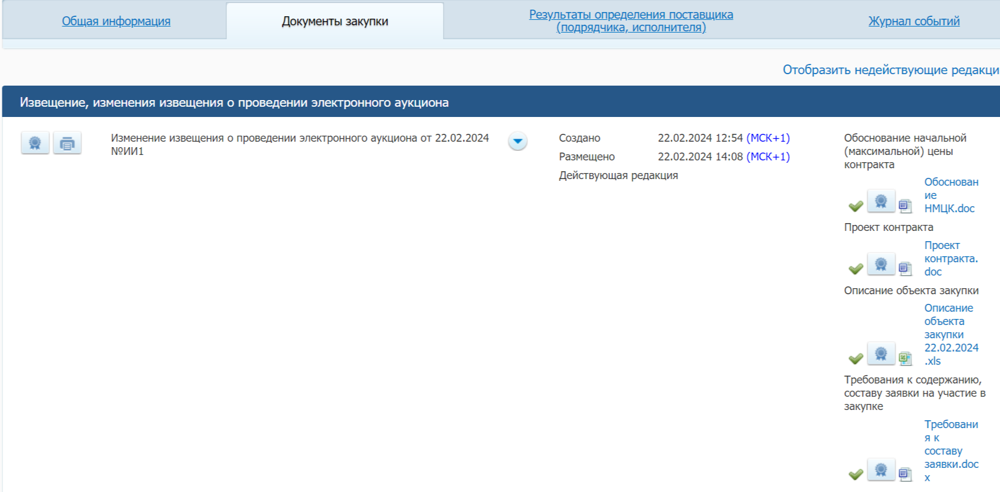 Общая информация
Документы закупки
Результаты определения поставщика
(подрядчика, исполнителя)
Журнал событий
Отобразить недействующие редакци
Извещение, изменения извещения о проведении электронного аукциона
Изменение извещения о проведении электронного аукциона от 22.02.2024
№ИИ1
Создано 22.02.2024 12:54 (МСК+1)
Размещено 22.02.2024 14:08 (МСК+1)
Действующая редакция
Обоснование начальной
(максимальной) цены
контракта
Обоснован
ие
НМЦК.doc
Проект контракта
Проект
контракта.
doc
Описание объекта закупки
Описание
объекта
закупки
22.02.2024
.xls
Требования к содержанию,
составу заявки на участие в
закупке
Требовани
я к
составу
заявки.doc
x